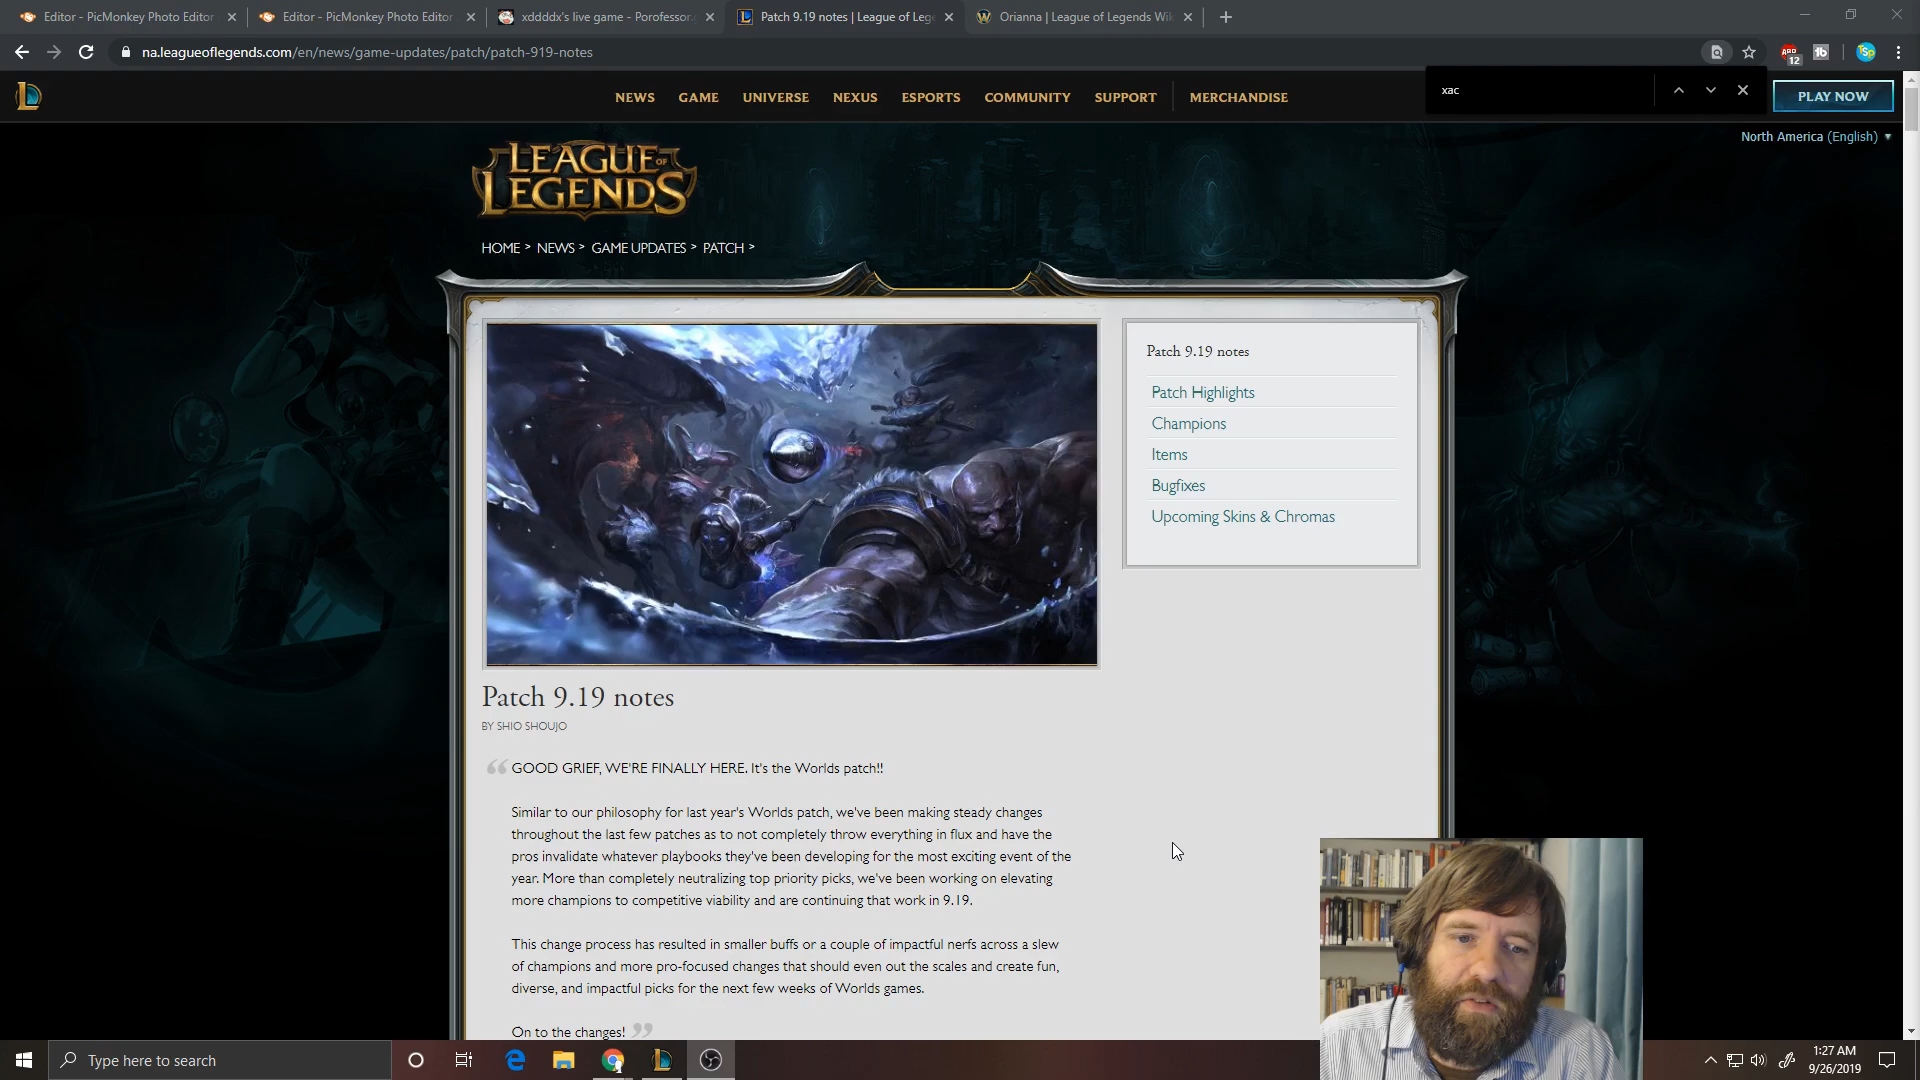 Editor - PicMonkey Photo Editor
Editor - PicMonkey Photo Editor
xddddx's live game - Porofessor.
Patch 9.19 notes | League of Leg
Orianna | League of Legends Wik
na.leagueoflegends.com/en/news/game-updates/patch/patch-919-notes
ABP
12
tb
TSp
NEWS
GAME
UNIVERSE
NEXUS
ESPORTS
COMMUNITY
SUPPORT
MERCHANDISE
xac
PLAY NOW
North America (English)
LEAGUE OF
LEGENDS
HOME > NEWS > GAME UPDATES > PATCH >
Patch 9.19 notes
Patch Highlights
Champions
Items
Bugfixes
Upcoming Skins & Chromas
Patch 9.19 notes
BY SHIO SHOUJO
“ GOOD GRIEF, WE'RE FINALLY HERE. It's the Worlds patch!!
Similar to our philosophy for last year's Worlds patch, we've been making steady changes
throughout the last few patches as to not completely throw everything in flux and have the
pros invalidate whatever playbooks they've been developing for the most exciting event of the
year. More than completely neutralizing top priority picks, we've been working on elevating
more champions to competitive viability and are continuing that work in 9.19.
This change process has resulted in smaller buffs or a couple of impactful nerfs across a slew
of champions and more pro-focused changes that should even out the scales and create fun,
diverse, and impactful picks for the next few weeks of Worlds games.
On to the changes! ”
Type here to search
1:27 AM
9/26/2019